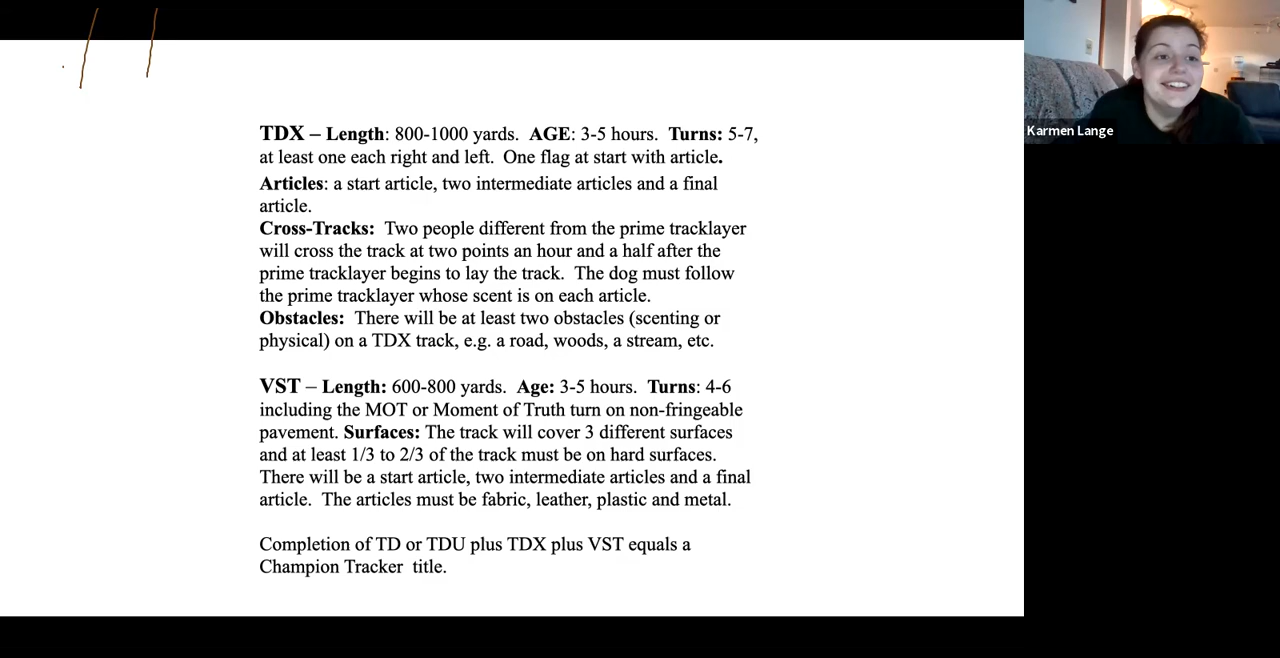 TDX – Length: 800-1000 yards.  AGE: 3-5 hours.  Turns: 5-7,
at least one each right and left.  One flag at start with article.
Articles: a start article, two intermediate articles and a final
article.
Cross-Tracks:  Two people different from the prime tracklayer
will cross the track at two points an hour and a half after the
prime tracklayer begins to lay the track.  The dog must follow
the prime tracklayer whose scent is on each article.
Obstacles:  There will be at least two obstacles (scenting or
physical) on a TDX track, e.g. a road, woods, a stream, etc.
VST – Length: 600-800 yards.  Age: 3-5 hours.  Turns: 4-6
including the MOT or Moment of Truth turn on non-fringeable
pavement. Surfaces: The track will cover 3 different surfaces
and at least 1/3 to 2/3 of the track must be on hard surfaces.
There will be a start article, two intermediate articles and a final
article.  The articles must be fabric, leather, plastic and metal.
Completion of TD or TDU plus TDX plus VST equals a
Champion Tracker  title.
Karmen Lange